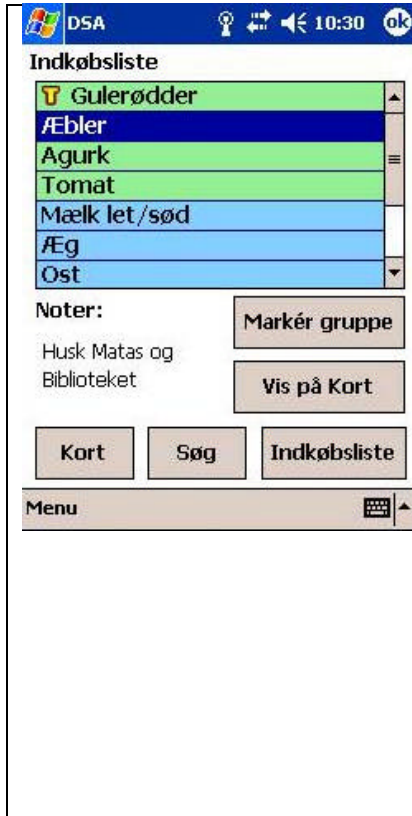 DSA 10:30 ok
Indkøbsliste
Gulerødder
Æbler
Agurk
Tomat
Mælk let/sød
Æg
Ost
Noter:
Husk Matas og
Biblioteket
Markér gruppe
Vis på Kort
Kort Søg Indkøbsliste
Menu